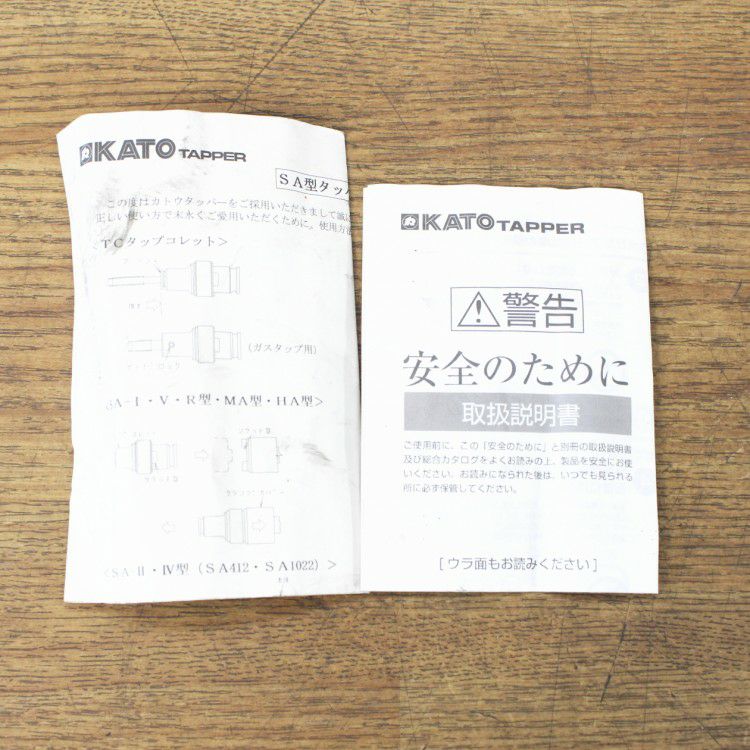 KATO TAPPER
SA型タッパ
この度はカトウタッパーをご採用いただきまして誠に
正しい使い方で末永くご愛用いただくために、使用方法
<TCタップコレット>
押す
(ガスタップ用)
SA-I・V・R型・MA型・HA型>
<SA-II・IV型(SA412・SA1022)>
KATO TAPPER
警告
安全のために
取扱説明書
ご使用前に、この「安全のために」と別冊の取扱説明書
及び総合カタログをよくお読みの上、製品を安全にお使
いください。お読みになられた後は、いつでも見られる
所に必ず保管してください。
[ウラ面もお読みください]